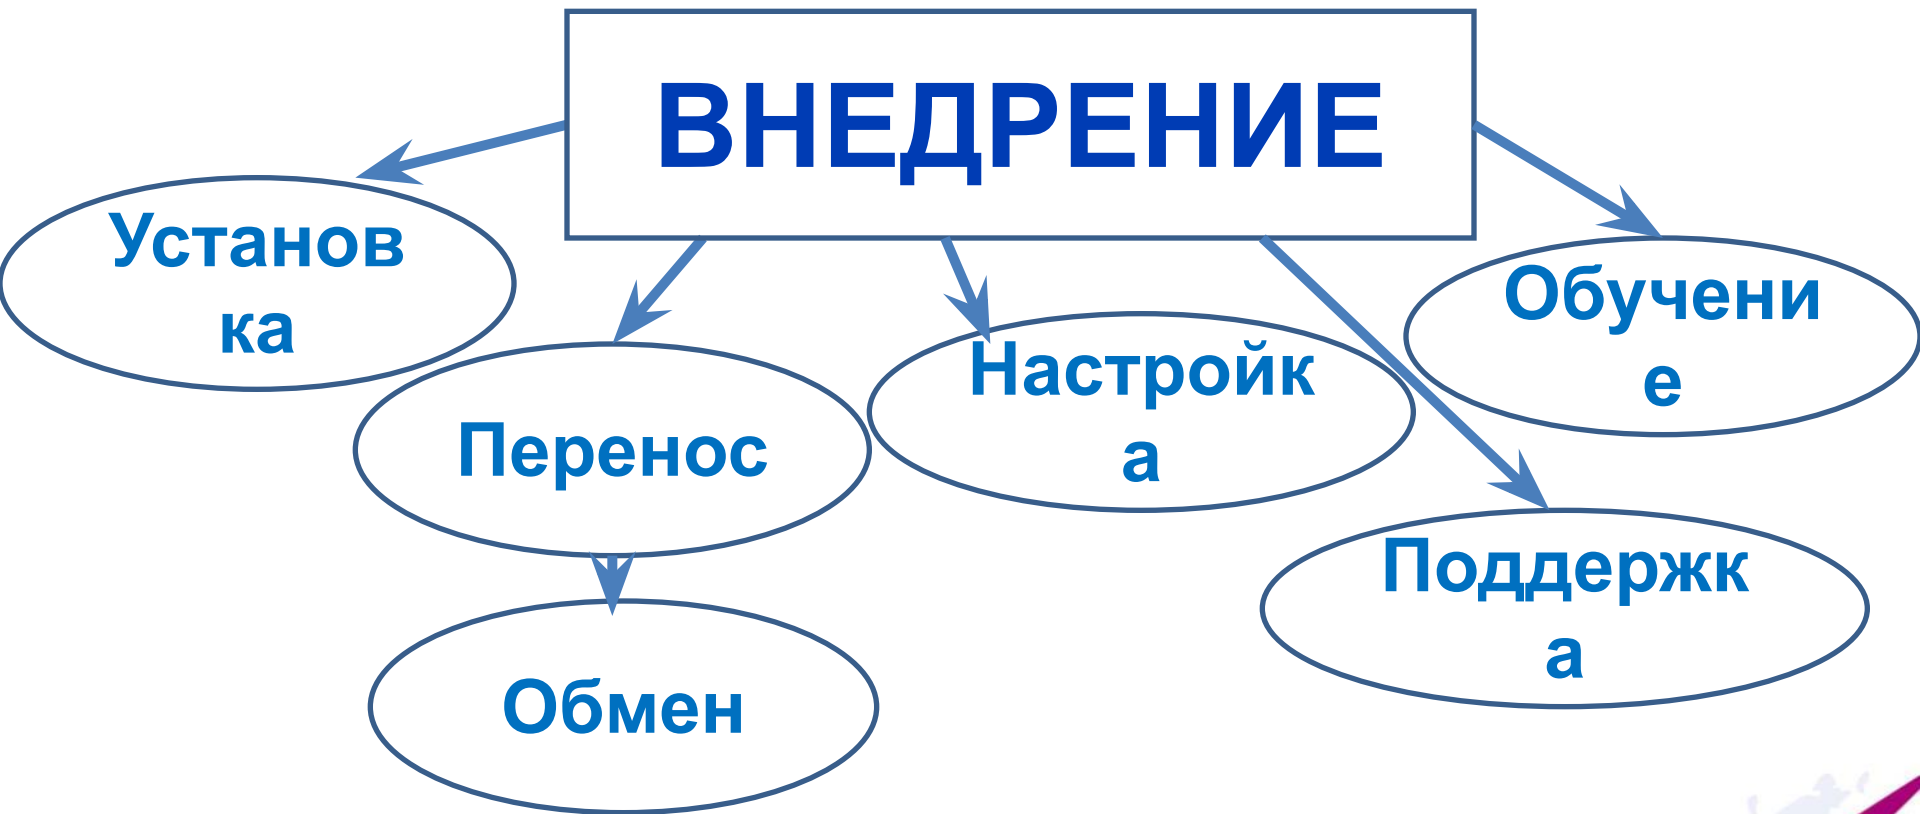 ВНЕДРЕНИЕ
Установ
ка
Перенос
Настройк
а
Обучени
е
Поддержк
а
Обмен